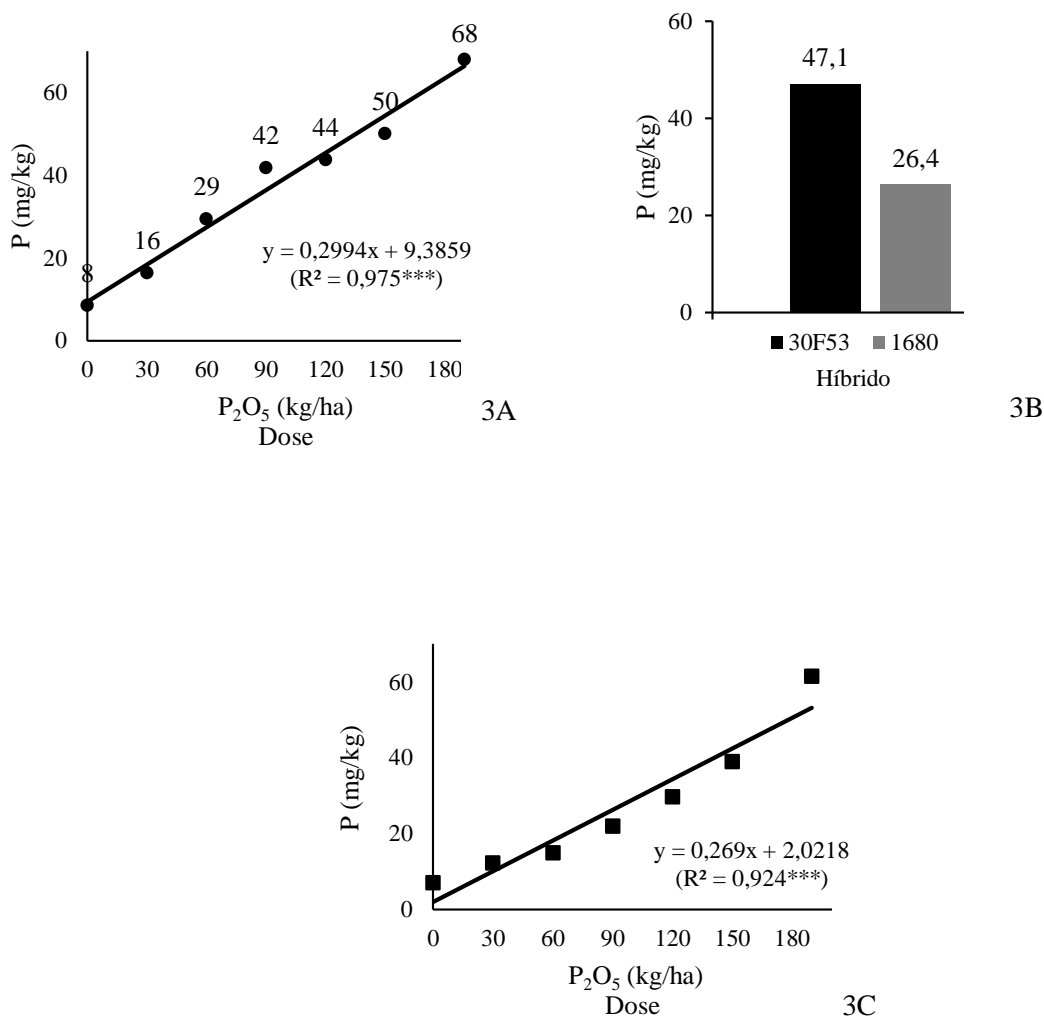 68
60
50
42
44
40
29
P (mg/kg)
16
20
8
y = 0,2994x + 9,3859
(R² = 0,975***)
0
0 30 60 90 120 150 180
P₂O₅ (kg/ha)
Dose
3A
60
47,1
40
26,4
P (mg/kg)
20
0
30F53 1680
Híbrido
3B
60
40
P (mg/kg)
20
y = 0,269x + 2,0218
(R² = 0,924***)
0
0 30 60 90 120 150 180
P₂O₅ (kg/ha)
Dose
3C